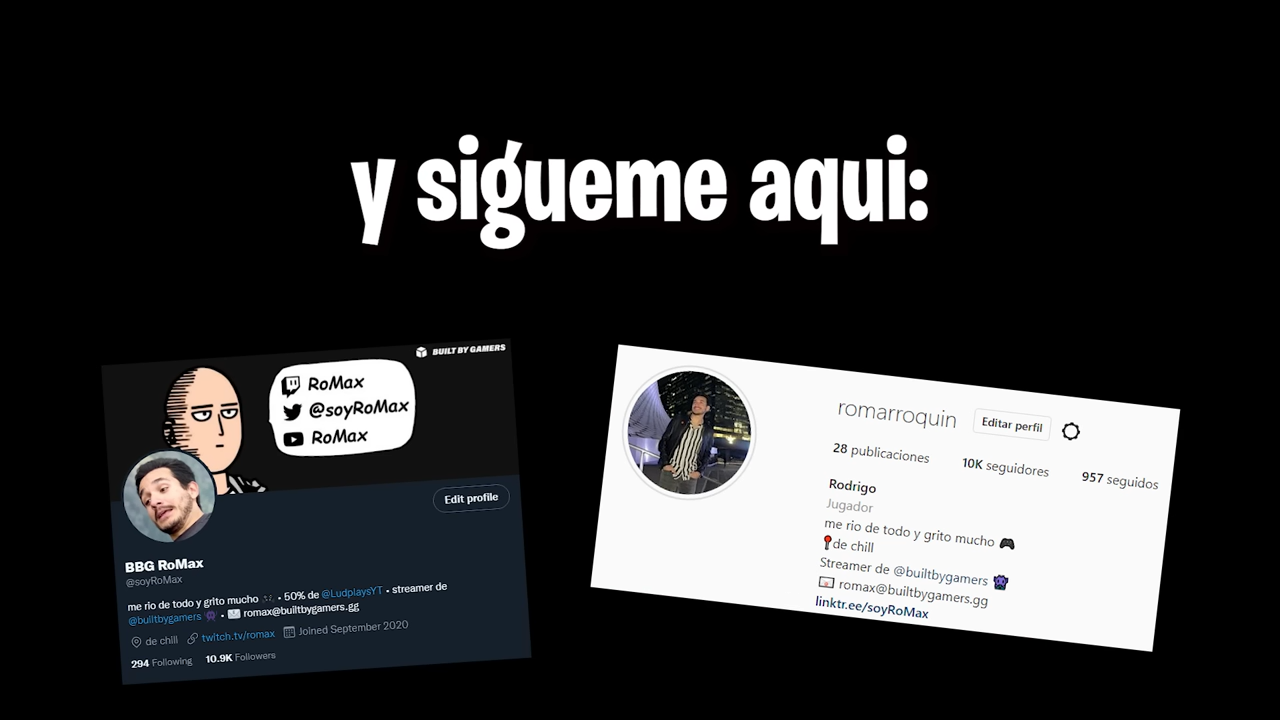 y sigueme aqui:
BUILT BY GAMERS
RoMax
@soyRoMax
RoMax
Edit profile
BBG RoMax
@soyRoMax
me rio de todo y grito mucho 🎮 • 50% de @LudplaysYT • streamer de
@builtbygamers 👾 • 📨 romax@builtbygamers.gg
de chill twitch.tv/romax Joined September 2020
294 Following 10.9K Followers
romarroquin Editar perfil
28 publicaciones 10K seguidores 957 seguidos
Rodrigo
Jugador
me rio de todo y grito mucho 🎮
📍de chill
Streamer de @builtbygamers 👾
📨 romax@builtbygamers.gg
linktr.ee/soyRoMax